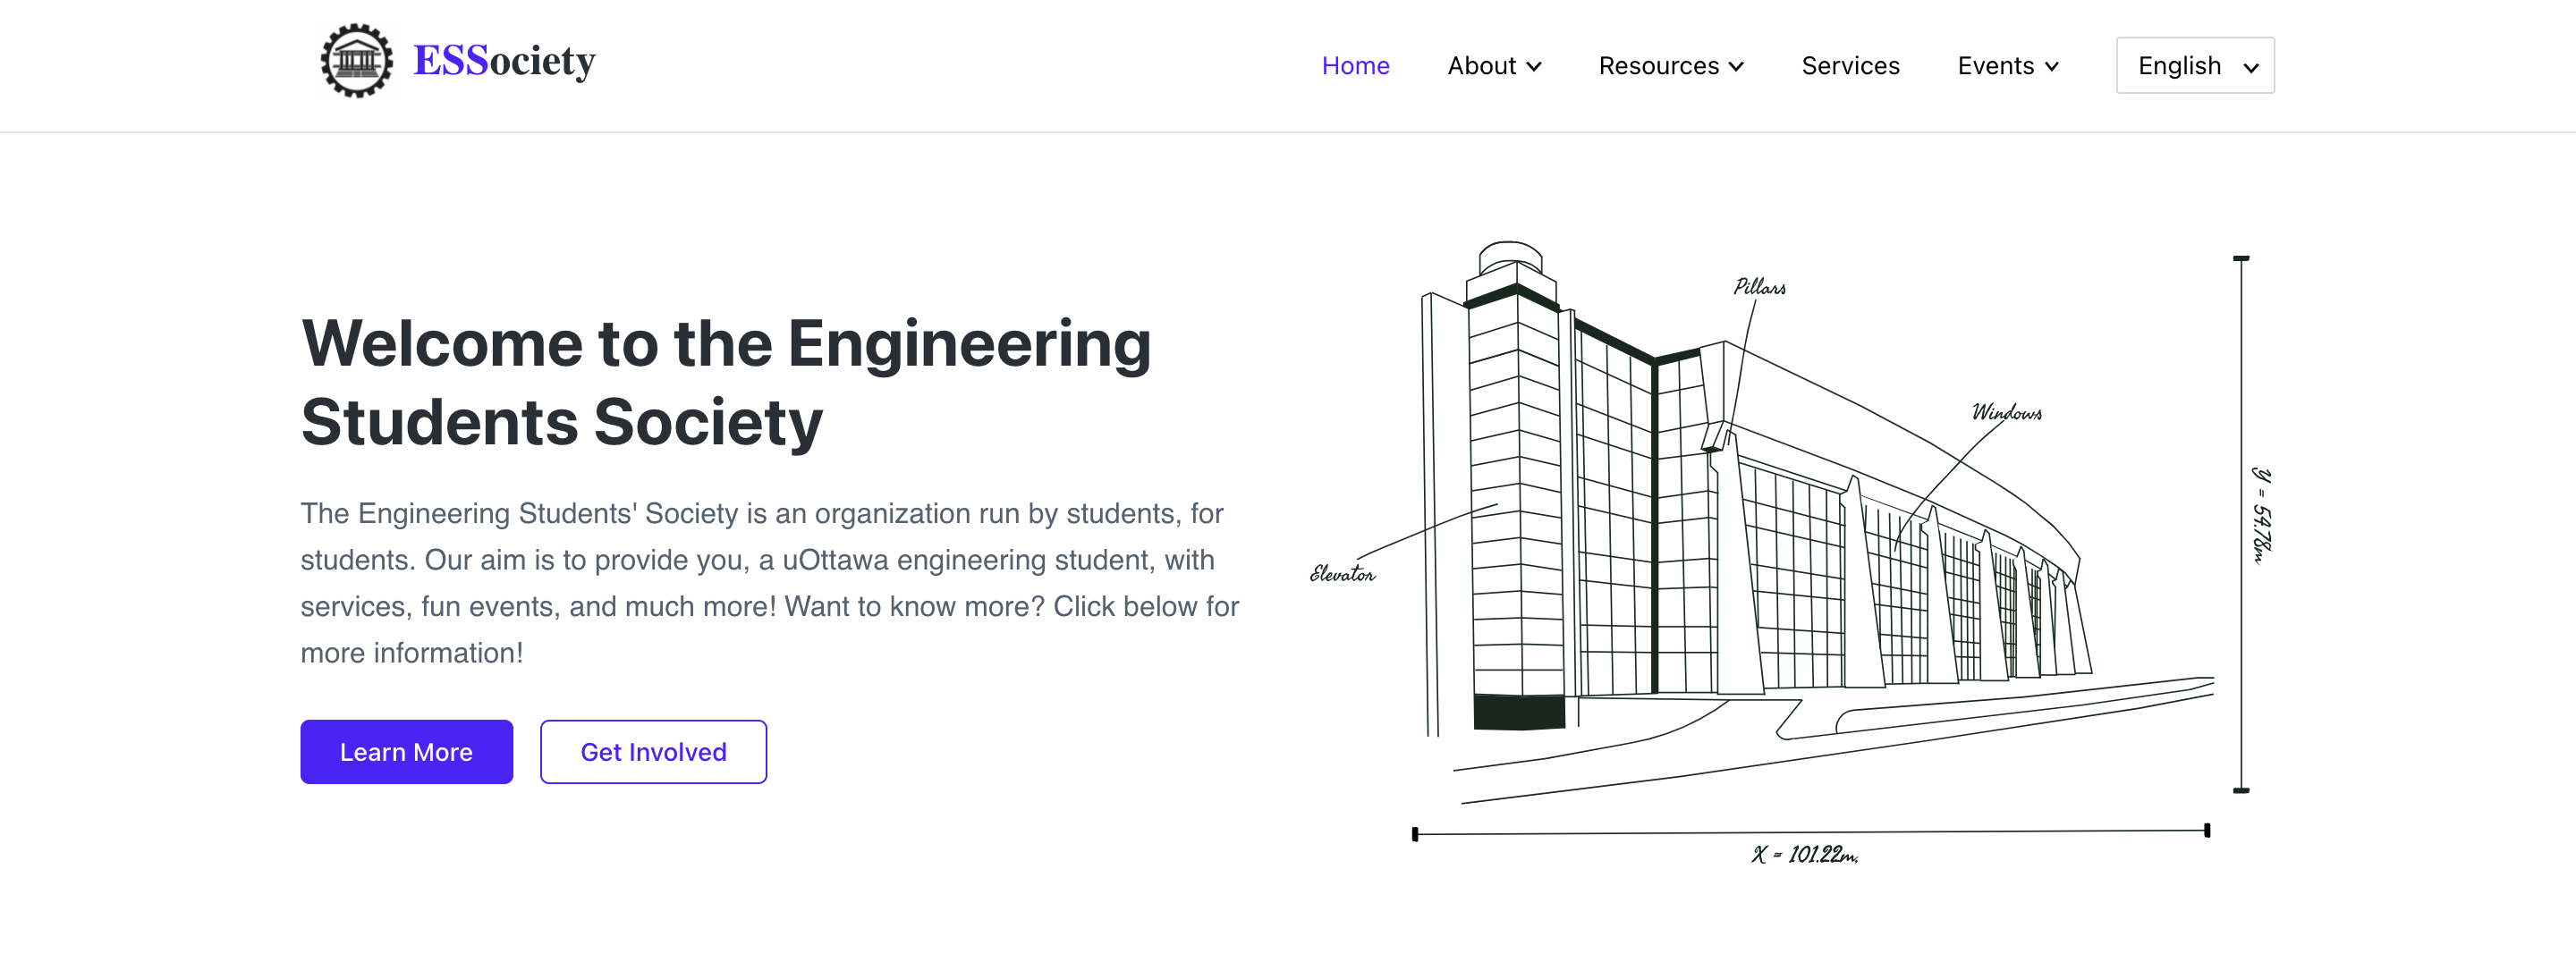 ESSociety
Home About Resources Services Events English
Welcome to the Engineering
Students Society
The Engineering Students' Society is an organization run by students, for
students. Our aim is to provide you, a uOttawa engineering student, with
services, fun events, and much more! Want to know more? Click below for
more information!
Learn More Get Involved
Pillars
Windows
Elevator
y = 54.78m
X = 101.22m.